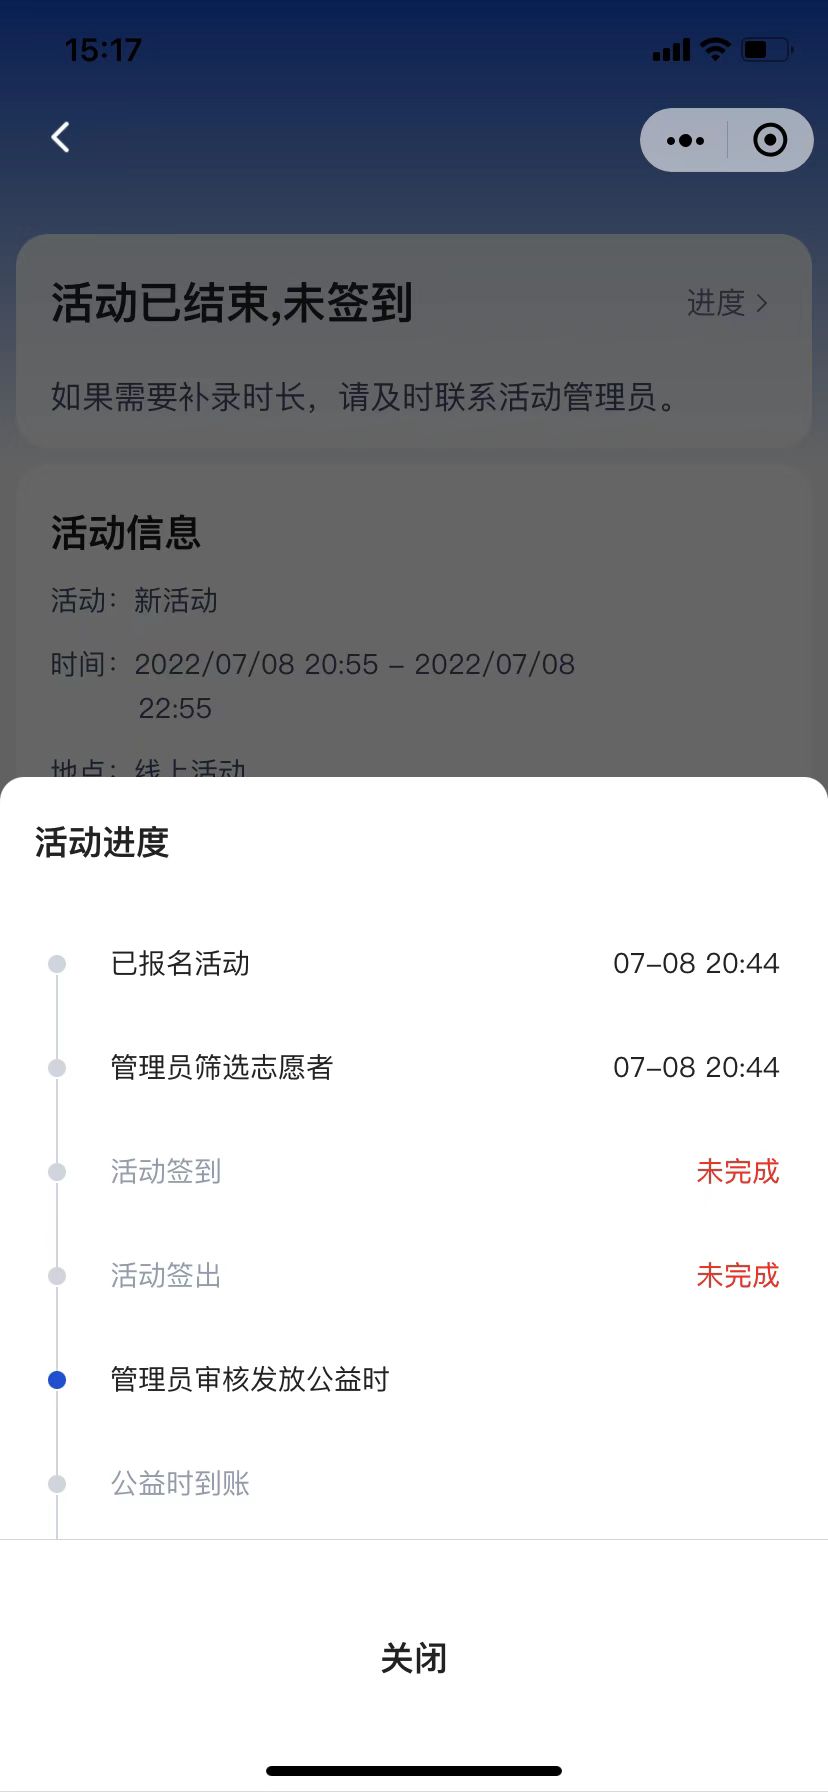 15:17
活动已结束,未签到
进度
如果需要补录时长，请及时联系活动管理员。
活动信息
活动：新活动
时间：2022/07/08 20:55 – 2022/07/08
22:55
地点：线上活动
活动进度
已报名活动 07–08 20:44
管理员筛选志愿者 07–08 20:44
活动签到 未完成
活动签出 未完成
管理员审核发放公益时
公益时到账
关闭